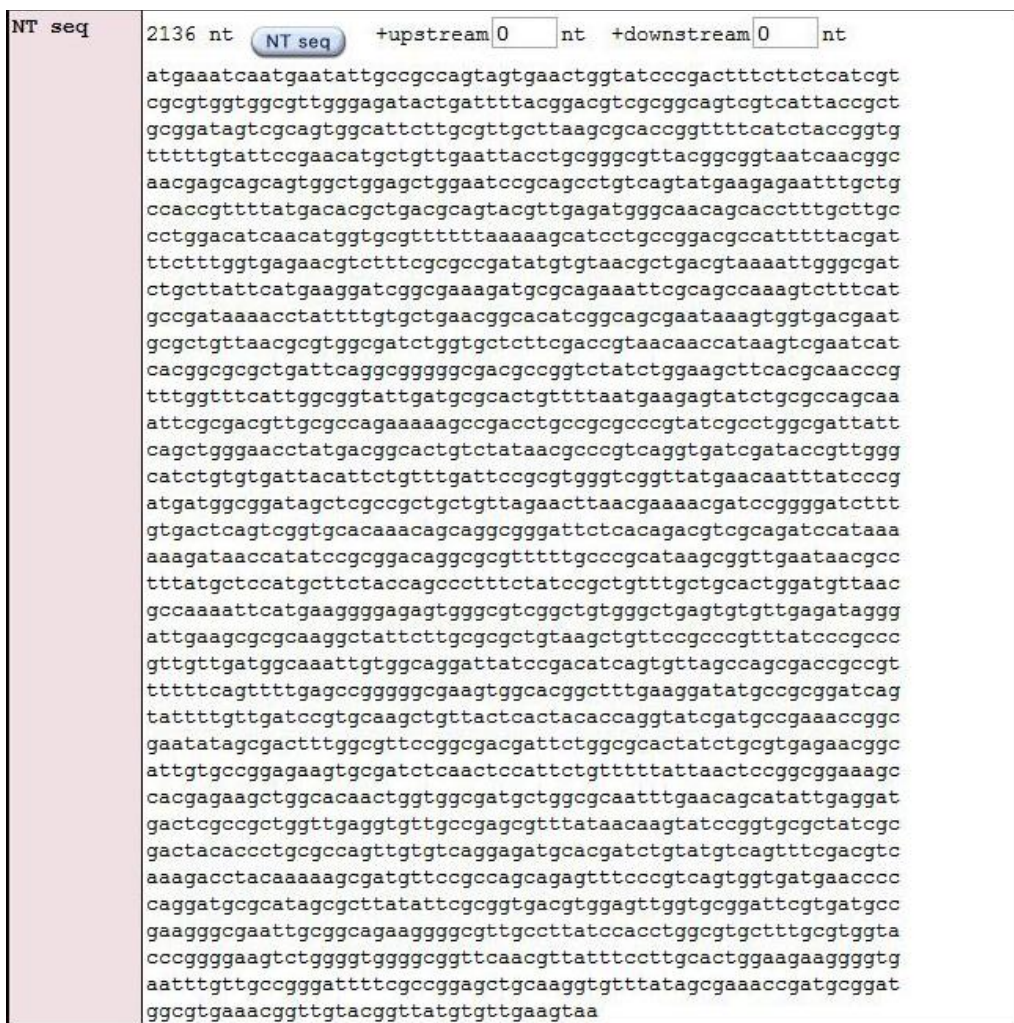 NT seq
2136 nt NT seq +upstream 0 nt +downstream 0 nt
atgaaatcaatgaatattgccgccagtagtgaactggtatcccgactttcttctcatcgt
cgcgtggtggcgttgggagatactgattttacggacgtcgcggcagtcgtcattaccgct
gcggatagtcgcagtggcattcttgcgttgcttaagcgcaccggttttcatctaccggtg
tttttgtattccgaacatgctgttgaattacctgcgggcgttacggcggtaatcaacggc
aacgagcagcagtggctggagctggaatccgcagcctgtcagtatgaagagaatttgctg
ccaccgttttatgacacgctgacgcagtacgttgagatgggcaacagcacctttgcttgc
cctggacatcaacatggtgcgttttttaaaaagcatcctgccggacgccatttttacgat
ttctttggtgagaacgtctttcgcgccgatatgtgtaacgctgacgtaaaattgggcgat
ctgcttattcatgaaggatcggcgaaagatgcgcagaaattcgcagccaaagtctttcat
gccgataaaacctattttgtgctgaacggcacatcggcagcgaataaagtggtgacgaat
gcgctgttaacgcgtggcgatctggtgctcttcgaccgtaacaaccataagtcgaatcat
cacggcgcgctgattcaggcgggggcgacgccggtctatctggaagcttcacgcaacccg
tttggtttcattggcggtattgatgcgcactgttttaatgaagagtatctgcgccagcaa
attcgcgacgttgcgccagaaaaagccgacctgccgcgcccgtatcgcctggcgattatt
cagctgggaacctatgacggcactgtctataacgcccgtcaggtgatcgataccgttggg
catctgtgtgattacattctgtttgattccgcgtgggtcggttatgaacaatttatcccg
atgatggcggatagctcgccgctgctgttagaacttaacgaaaacgatccggggatcttt
gtgactcagtcggtgcacaaacagcaggcgggattctcacagacgtcgcagatccataaa
aaagataaccatatccgcggacaggcgcgtttttgcccgcataagcggttgaataacgcc
tttatgctccatgcttctaccagccctttctatccgctgtttgctgcactggatgttaac
gccaaaattcatgaaggggagagtgggcgtcggctgtgggctgagtgtgttgagataggg
attgaagcgcgcaaggctattcttgcgcgctgtaagctgttccgcccgtttatcccgccc
gttgttgatggcaaattgtggcaggattatccgacatcagtgttagccagcgaccgccgt
tttttcagttttgagccgggggcgaagtggcacggctttgaaggatatgccgcggatcag
tattttgttgatccgtgcaagctgttactcactacaccaggtatcgatgccgaaaccggc
gaatatagcgactttggcgttccggcgacgattctggcgcactatctgcgtgagaacggc
attgtgccggagaagtgcgatctcaactccattctgtttttattaactccggcggaaagc
cacgagaagctggcacaactggtggcgatgctggcgcaatttgaacagcatattgaggat
gactcgccgctggttgaggtgttgccgagcgtttataacaagtatccggtgcgctatcgc
gactacaccctgcgccagttgtgtcaggagatgcacgatctgtatgtcagtttcgacgtc
aaagacctacaaaaagcgatgttccgccagcagagtttcccgtcagtggtgatgaacccc
caggatgcgcatagcgcttatattcgcggtgacgtggagttggtgcggattcgtgatgcc
gaagggcgaattgcggcagaaggggcgttgccttatccacctggcgtgctttgcgtggta
cccggggaagtctggggtggggcggttcaacgttatttccttgcactggaagaaggggtg
aatttgttgccgggattttcgccggagctgcaaggtgtttatagcgaaaccgatgcggat
ggcgtgaaacggttgtacggttatgtgttgaagtaa